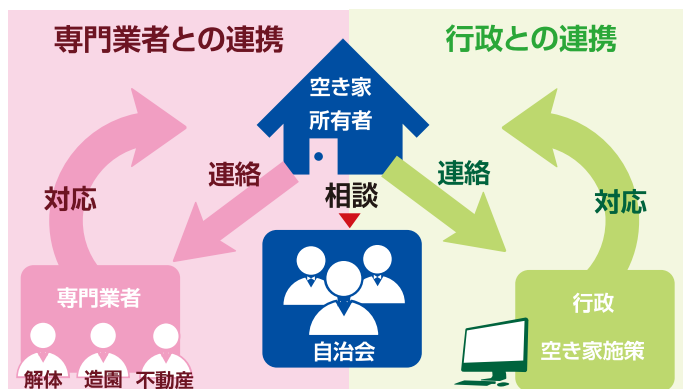 専門業者との連携
行政との連携
空き家
所有者
連絡
連絡
対応
相談
対応
専門業者
解体
造園
不動産
自治会
行政
空き家施策